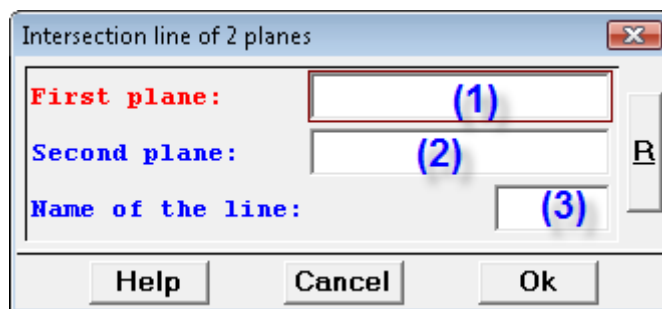 Intersection line of 2 planes
First plane: (1)
Second plane: (2)
R
Name of the line: (3)
Help Cancel Ok